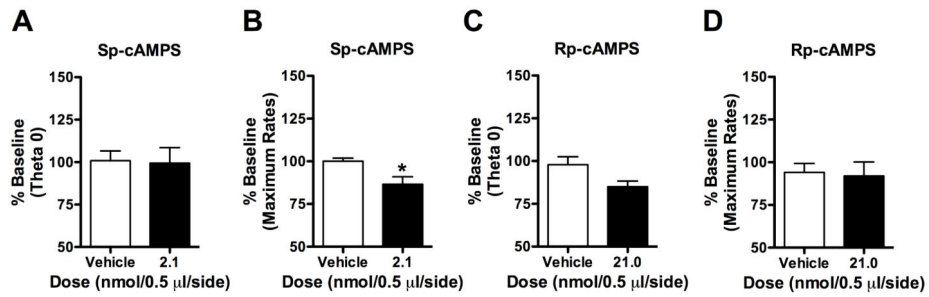 A
Sp-cAMPS
% Baseline
(Theta 0)
150
125
100
75
50
Vehicle 2.1
Dose (nmol/0.5 µl/side)
B
Sp-cAMPS
% Baseline
(Maximum Rates)
150
125
100
75
50
*
Vehicle 2.1
Dose (nmol/0.5 µl/side)
C
Rp-cAMPS
% Baseline
(Theta 0)
150
125
100
75
50
Vehicle 21.0
Dose (nmol/0.5 µl/side)
D
Rp-cAMPS
% Baseline
(Maximum Rates)
150
125
100
75
50
Vehicle 21.0
Dose (nmol/0.5 µl/side)